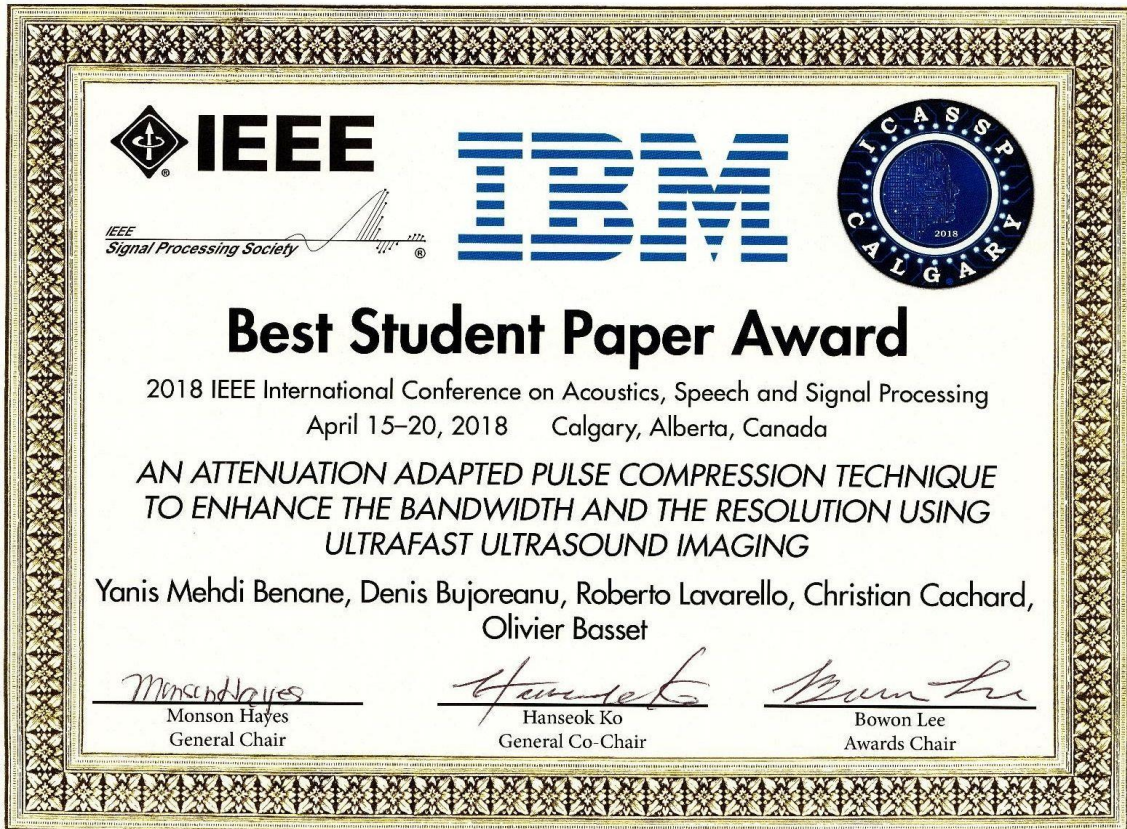 IEEE
IEEE
Signal Processing Society
IBM
ICASSP
2018
CALGARY
Best Student Paper Award
2018 IEEE International Conference on Acoustics, Speech and Signal Processing
April 15–20, 2018 Calgary, Alberta, Canada
AN ATTENUATION ADAPTED PULSE COMPRESSION TECHNIQUE
TO ENHANCE THE BANDWIDTH AND THE RESOLUTION USING
ULTRAFAST ULTRASOUND IMAGING
Yanis Mehdi Benane, Denis Bujoreanu, Roberto Lavarello, Christian Cachard,
Olivier Basset
Monson Hayes
Monson Hayes
General Chair
Hanseok Ko
General Co-Chair
Bowon Lee
Awards Chair